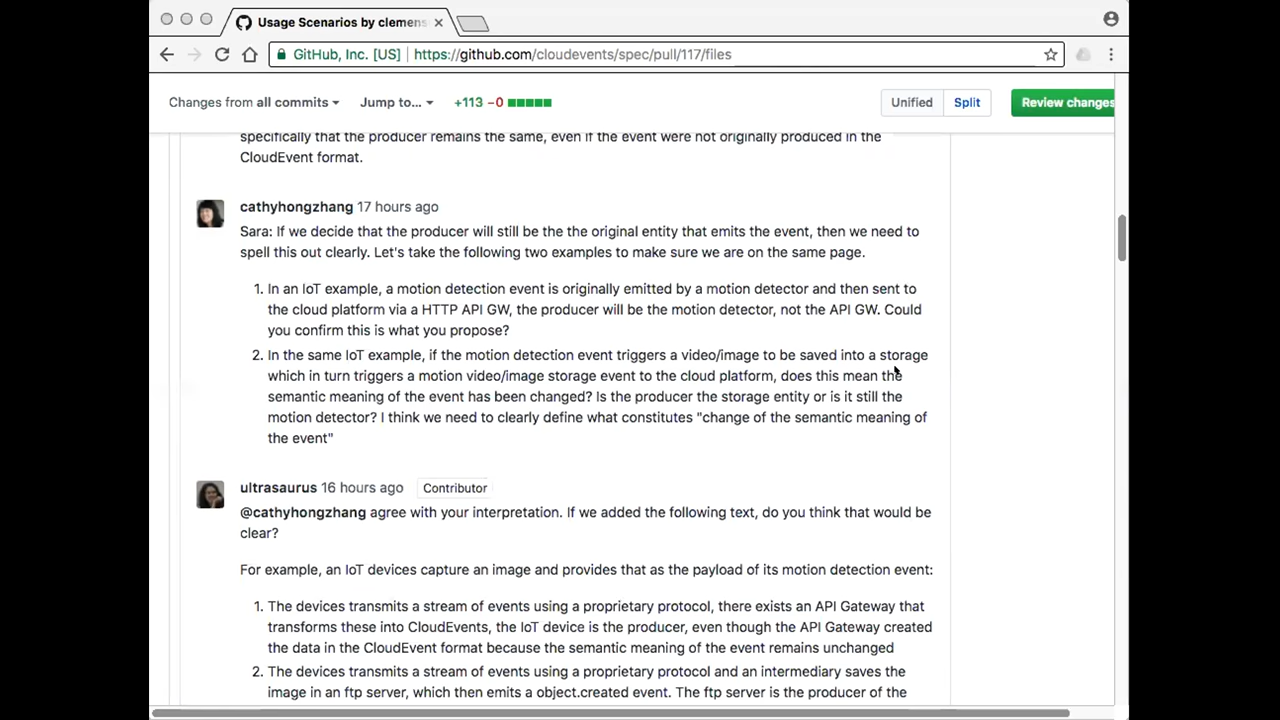 Usage Scenarios by clemens
GitHub, Inc. [US] https://github.com/cloudevents/spec/pull/117/files
Changes from all commits Jump to... +113 −0 Unified Split Review changes
specifically that the producer remains the same, even if the event were not originally produced in the
CloudEvent format.
cathyhongzhang 17 hours ago
Sara: If we decide that the producer will still be the the original entity that emits the event, then we need to
spell this out clearly. Let's take the following two examples to make sure we are on the same page.
1. In an IoT example, a motion detection event is originally emitted by a motion detector and then sent to
the cloud platform via a HTTP API GW, the producer will be the motion detector, not the API GW. Could
you confirm this is what you propose?
2. In the same IoT example, if the motion detection event triggers a video/image to be saved into a storage
which in turn triggers a motion video/image storage event to the cloud platform, does this mean the
semantic meaning of the event has been changed? Is the producer the storage entity or is it still the
motion detector? I think we need to clearly define what constitutes "change of the semantic meaning of
the event"
ultrasaurus 16 hours ago Contributor
@cathyhongzhang agree with your interpretation. If we added the following text, do you think that would be
clear?
For example, an IoT devices capture an image and provides that as the payload of its motion detection event:
1. The devices transmits a stream of events using a proprietary protocol, there exists an API Gateway that
transforms these into CloudEvents, the IoT device is the producer, even though the API Gateway created
the data in the CloudEvent format because the semantic meaning of the event remains unchanged
2. The devices transmits a stream of events using a proprietary protocol and an intermediary saves the
image in an ftp server, which then emits a object.created event. The ftp server is the producer of the